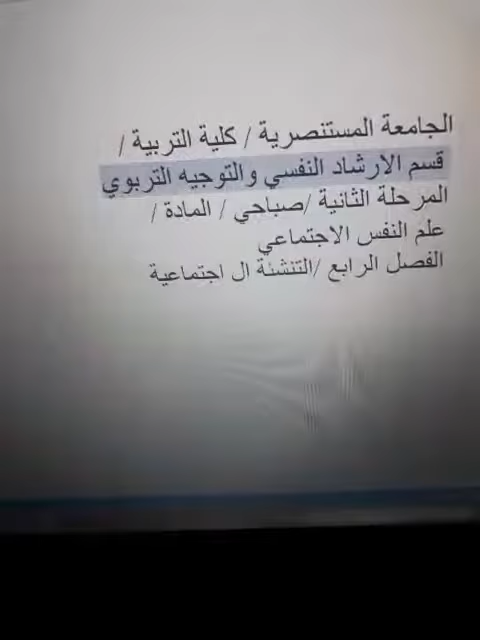 الجامعة المستنصرية / كلية التربية /
قسم الارشاد النفسي والتوجيه التربوي
المرحلة الثانية /صباحي / المادة /
علم النفس الاجتماعي
الفصل الرابع /التنشئة ال اجتماعية